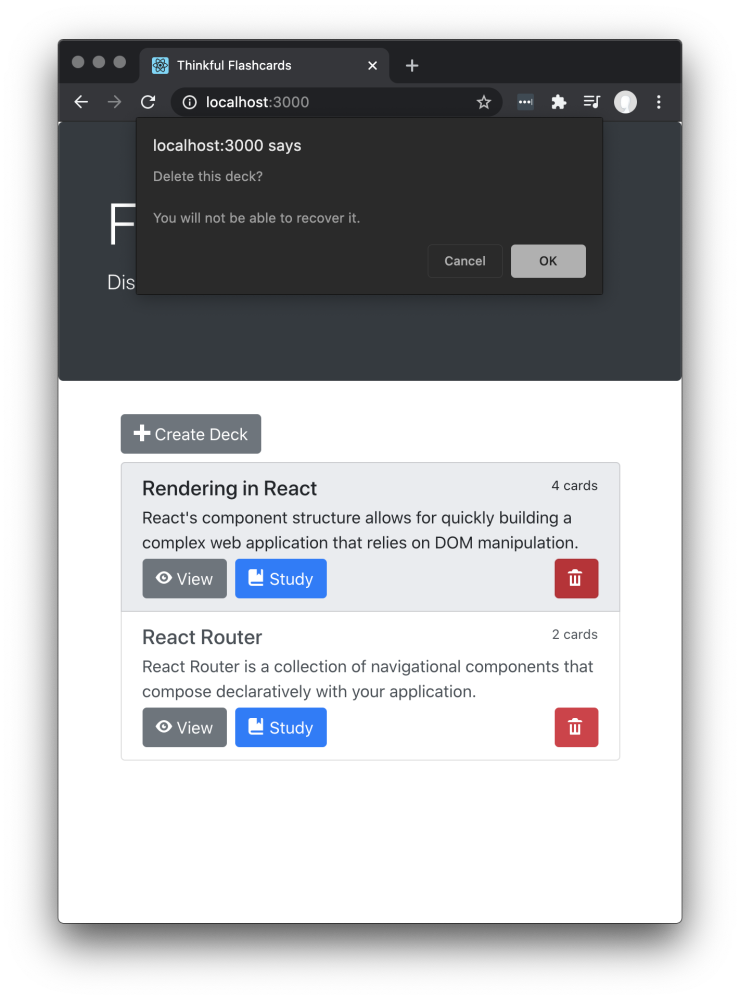 Thinkful Flashcards
localhost:3000
localhost:3000 says
Delete this deck?
You will not be able to recover it.
Cancel
OK
F
Dis
Create Deck
Rendering in React
4 cards
React's component structure allows for quickly building a
complex web application that relies on DOM manipulation.
View
Study
React Router
2 cards
React Router is a collection of navigational components that
compose declaratively with your application.
View
Study